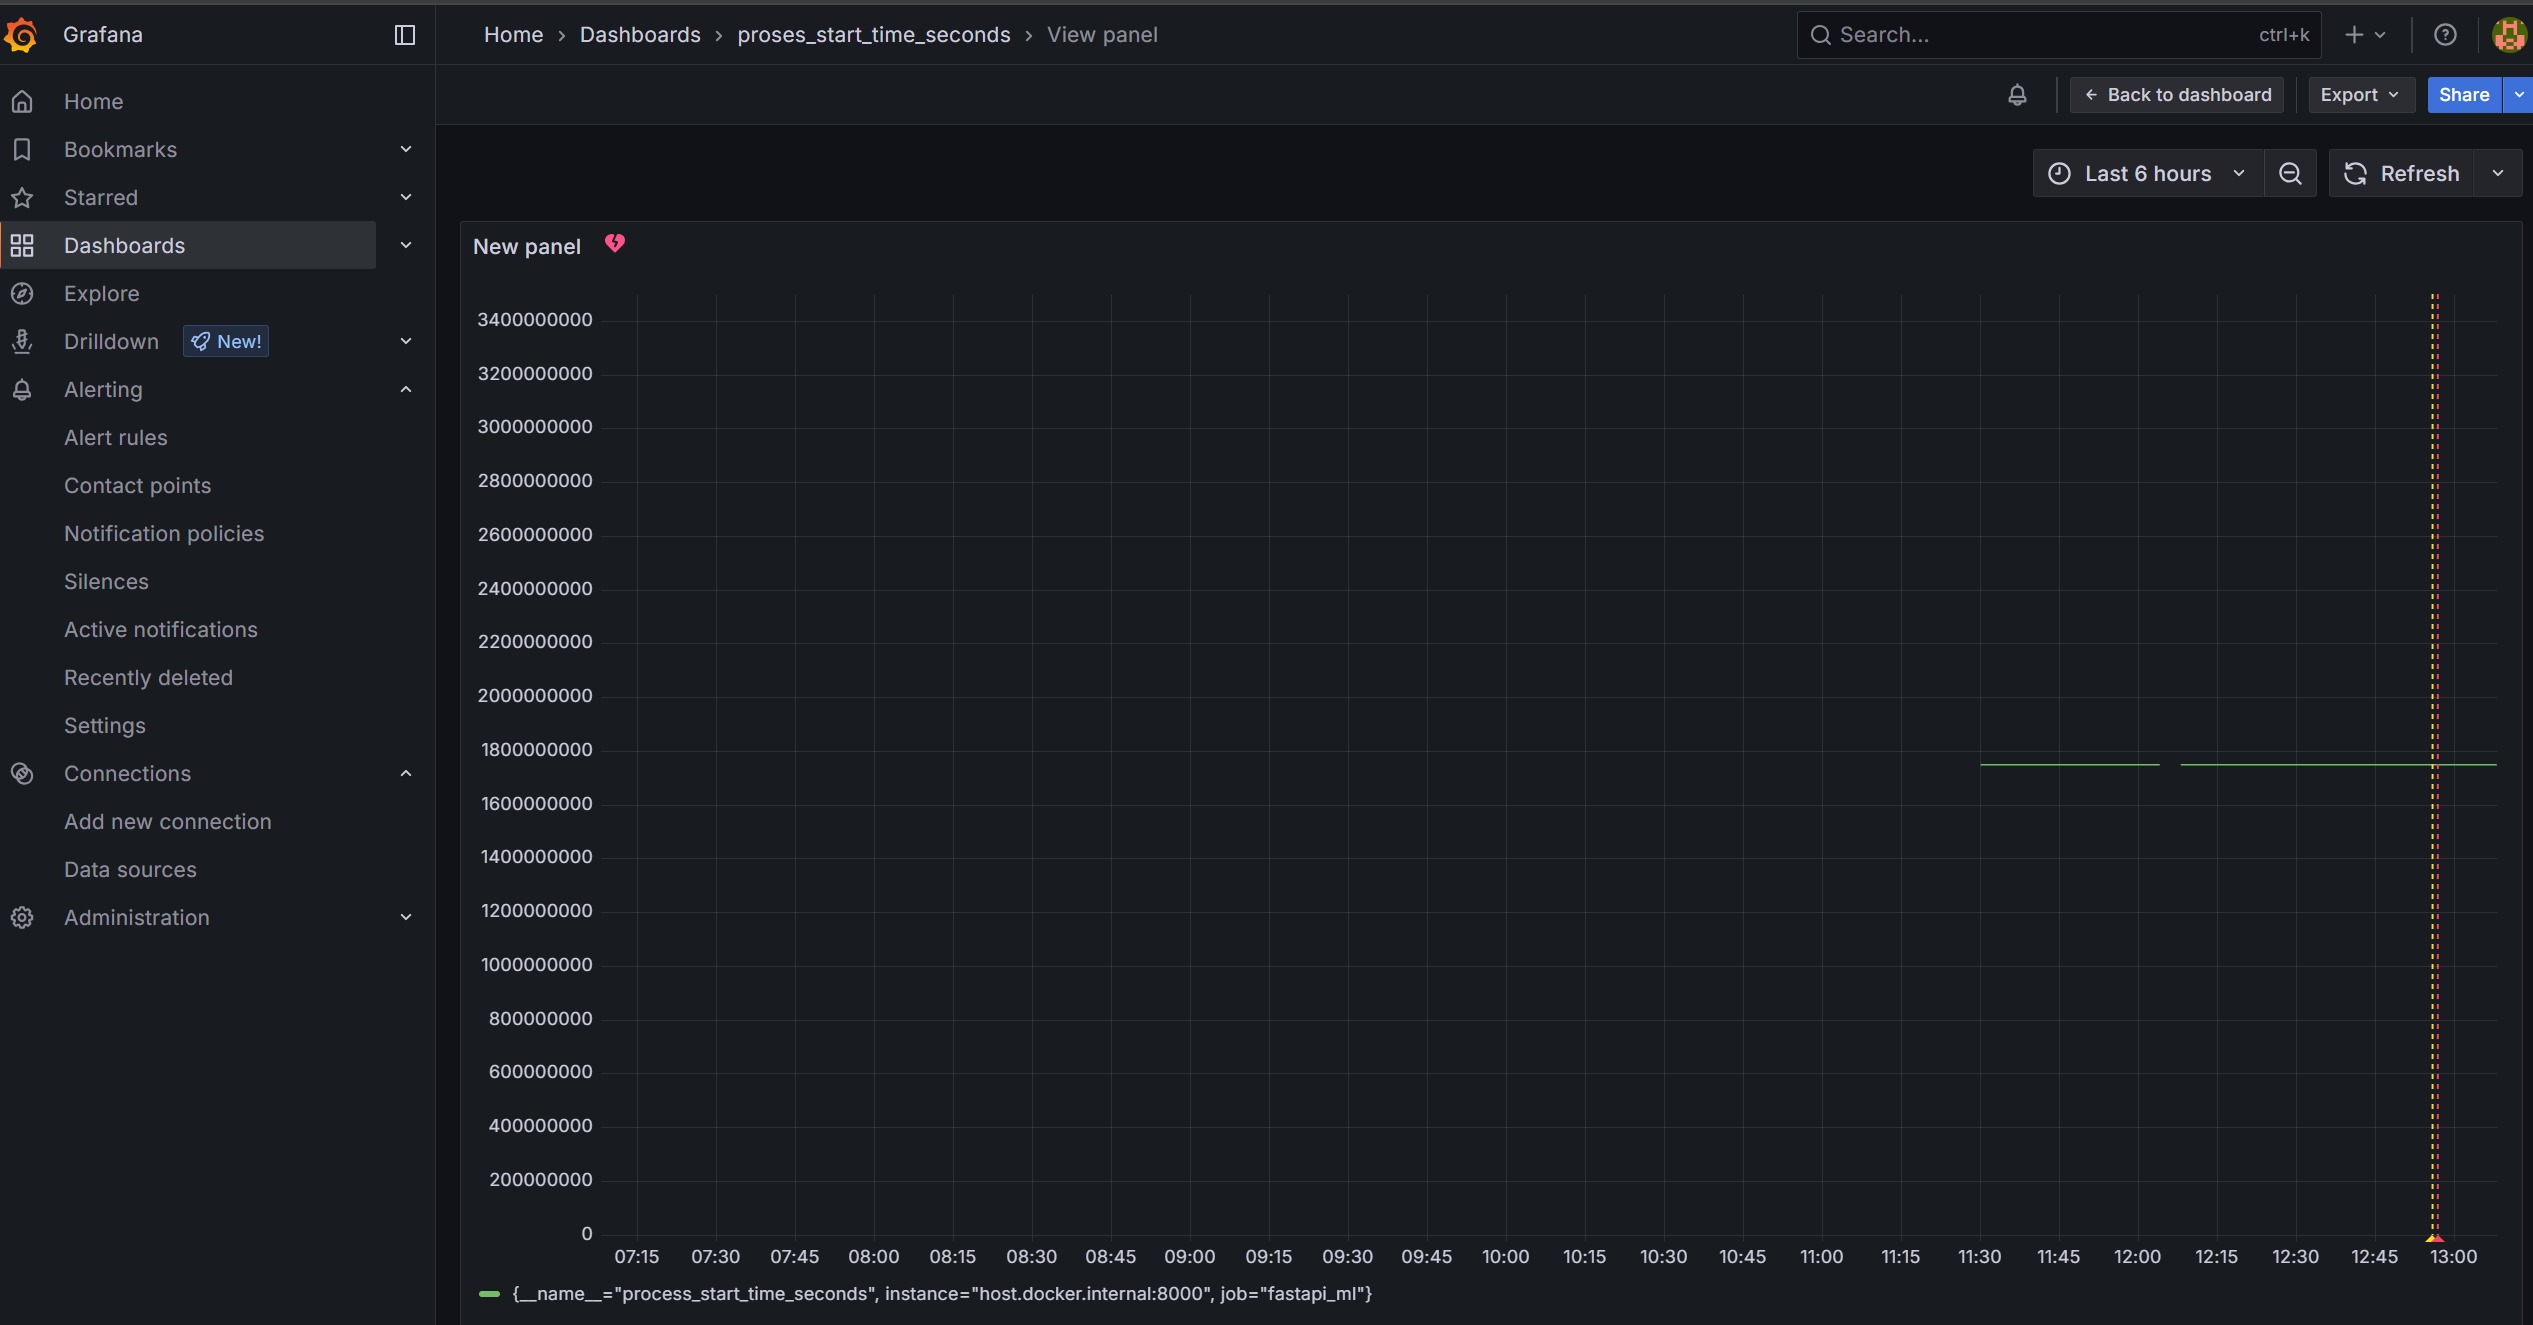 Grafana
Home › Dashboards › proses_start_time_seconds › View panel
Search...
ctrl+k
Back to dashboard
Export
Share
Home
Bookmarks
Starred
Dashboards
Explore
Drilldown
New!
Alerting
Alert rules
Contact points
Notification policies
Silences
Active notifications
Recently deleted
Settings
Connections
Add new connection
Data sources
Administration
Last 6 hours
Refresh
New panel
3400000000
3200000000
3000000000
2800000000
2600000000
2400000000
2200000000
2000000000
1800000000
1600000000
1400000000
1200000000
1000000000
800000000
600000000
400000000
200000000
0
07:15 07:30 07:45 08:00 08:15 08:30 08:45 09:00 09:15 09:30 09:45 10:00 10:15 10:30 10:45 11:00 11:15 11:30 11:45 12:00 12:15 12:30 12:45 13:00
{__name__="process_start_time_seconds", instance="host.docker.internal:8000", job="fastapi_ml"}